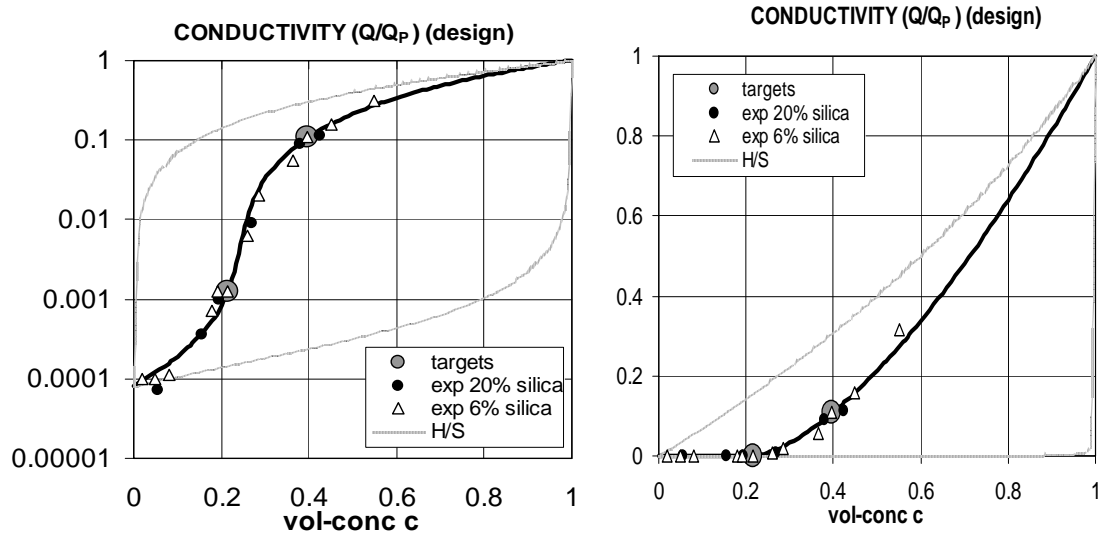 CONDUCTIVITY (Q/QP) (design)
1
0.1
0.01
0.001
0.0001
0.00001
targets
exp 20% silica
exp 6% silica
H/S
0 0.2 0.4 0.6 0.8 1
vol-conc c
CONDUCTIVITY (Q/QP) (design)
1
0.8
0.6
0.4
0.2
0
targets
exp 20% silica
exp 6% silica
H/S
0 0.2 0.4 0.6 0.8 1
vol-conc c